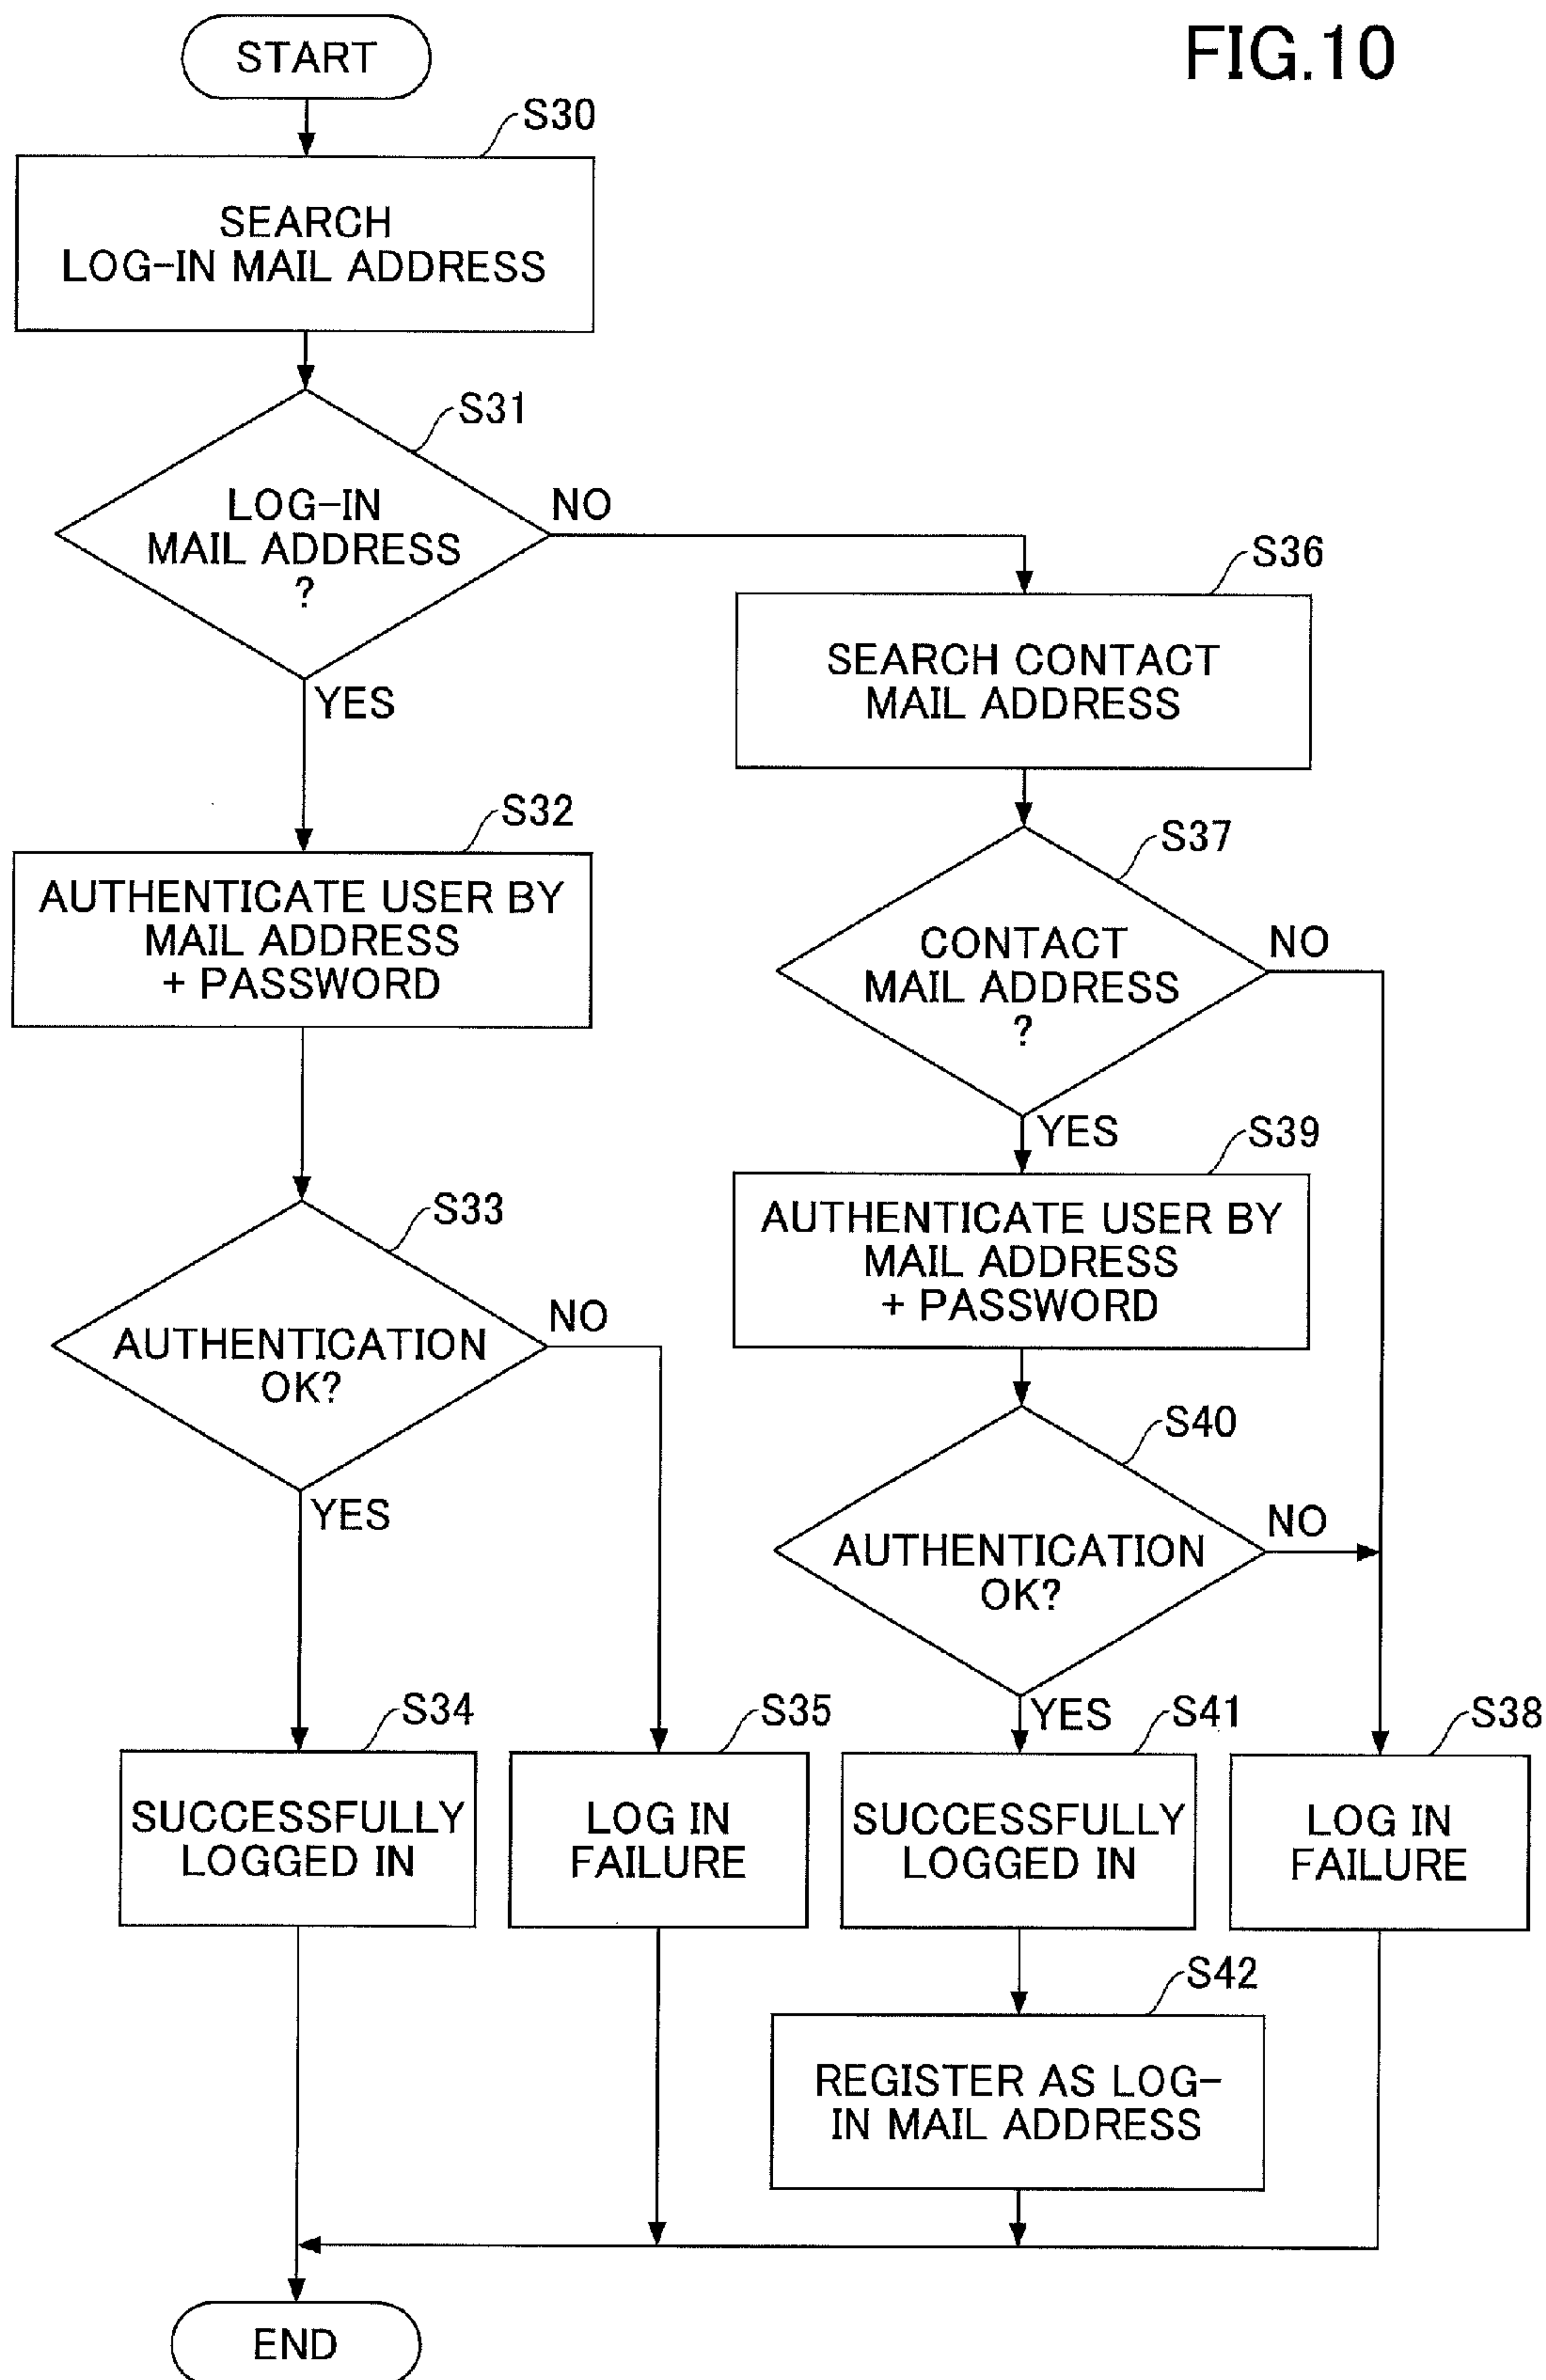 FIG.10
START
S30
SEARCH
LOG-IN MAIL ADDRESS
S31
LOG-IN
MAIL ADDRESS
?
NO
YES
S32
AUTHENTICATE USER BY
MAIL ADDRESS
+ PASSWORD
S33
AUTHENTICATION
OK?
NO
YES
S34
SUCCESSFULLY
LOGGED IN
S35
LOG IN
FAILURE
S36
SEARCH CONTACT
MAIL ADDRESS
S37
CONTACT
MAIL ADDRESS
?
NO
YES
S39
AUTHENTICATE USER BY
MAIL ADDRESS
+ PASSWORD
S40
AUTHENTICATION
OK?
NO
YES
S41
SUCCESSFULLY
LOGGED IN
S38
LOG IN
FAILURE
S42
REGISTER AS LOG-
IN MAIL ADDRESS
END